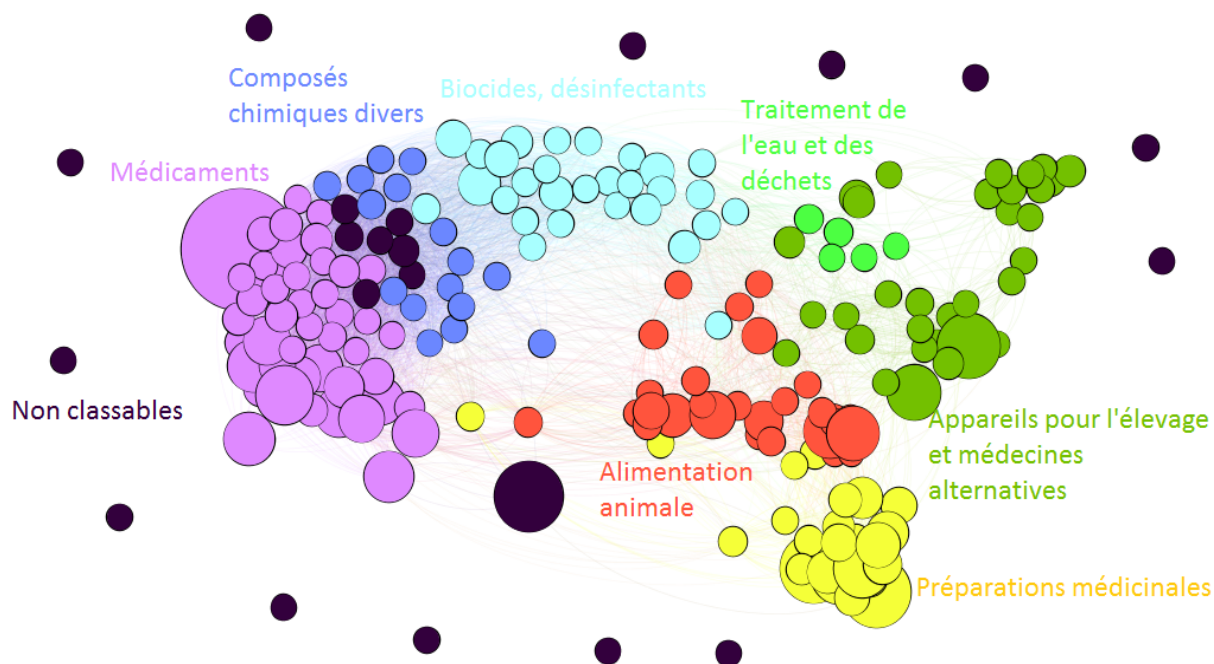 Composés
chimiques divers
Biocides, désinfectants
Traitement de
l'eau et des
déchets
Médicaments
Non classables
Appareils pour l'élevage
et médecines
alternatives
Alimentation
animale
Préparations médicinales